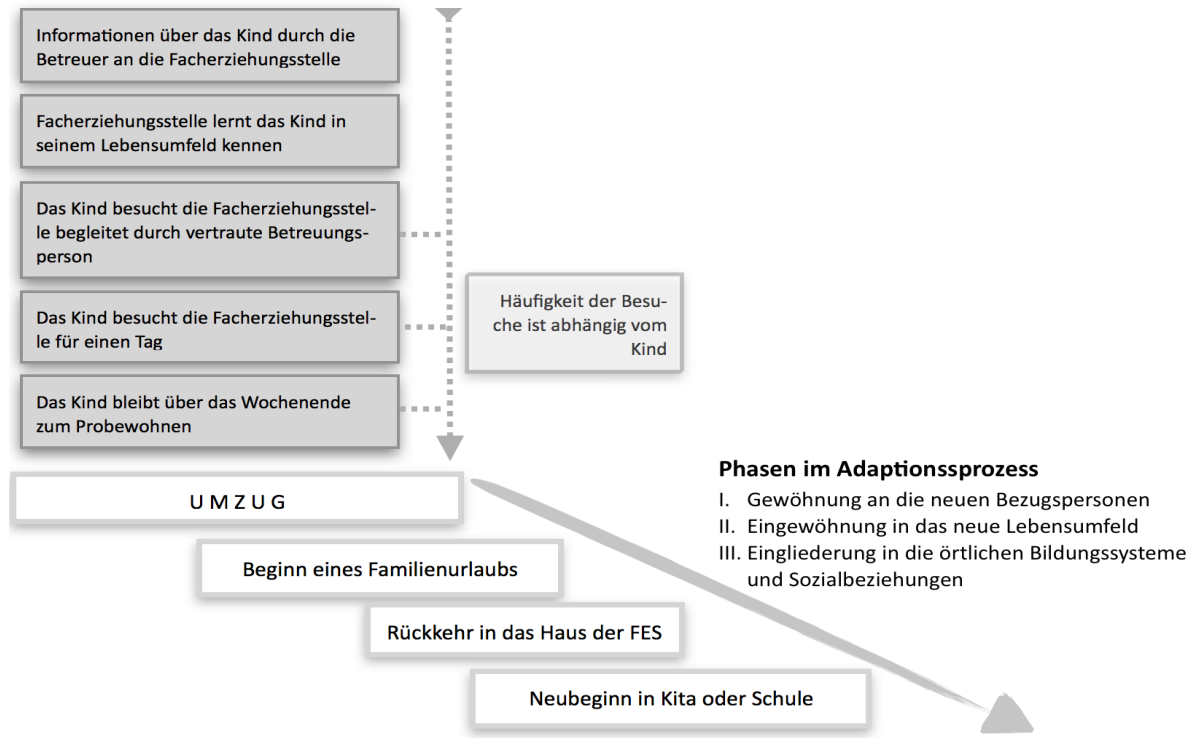 Informationen über das Kind durch die
Betreuer an die Facherziehungsstelle
Facherziehungsstelle lernt das Kind in
seinem Lebensumfeld kennen
Das Kind besucht die Facherziehungsstel-
le begleitet durch vertraute Betreuungs-
person
Das Kind besucht die Facherziehungsstel-
le für einen Tag
Häufigkeit der Besu-
che ist abhängig vom
Kind
Das Kind bleibt über das Wochenende
zum Probewohnen
U M Z U G
Beginn eines Familienurlaubs
Rückkehr in das Haus der FES
Neubeginn in Kita oder Schule
Phasen im Adaptionssprozess
I. Gewöhnung an die neuen Bezugspersonen
II. Eingewöhnung in das neue Lebensumfeld
III. Eingliederung in die örtlichen Bildungssysteme
und Sozialbeziehungen